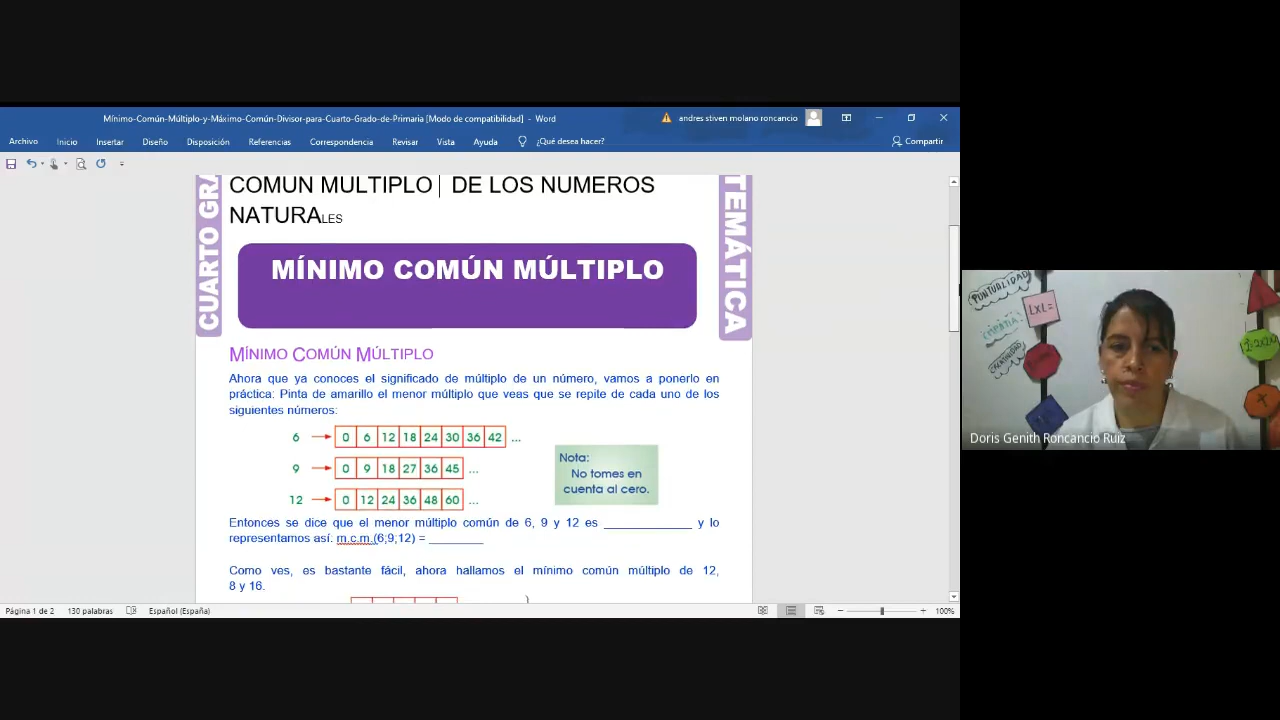 Mínimo-Común-Múltiplo-y-Máximo-Común-Divisor-para-Cuarto-Grado-de-Primaria [Modo de compatibilidad] - Word
andres stiven molano roncancio
Archivo Inicio Insertar Diseño Disposición Referencias Correspondencia Revisar Vista Ayuda ¿Qué desea hacer? Compartir
CUARTO GRA
COMUN MULTIPLO DE LOS NUMEROS
NATURALES
TEMÁTICA
MÍNIMO COMÚN MÚLTIPLO
MÍNIMO COMÚN MÚLTIPLO
Ahora que ya conoces el significado de múltiplo de un número, vamos a ponerlo en
práctica: Pinta de amarillo el menor múltiplo que veas que se repite de cada uno de los
siguientes números:
6 → 0 6 12 18 24 30 36 42 ...
9 → 0 9 18 27 36 45 ...
12 → 0 12 24 36 48 60 ...
Nota:
No tomes en
cuenta al cero.
Entonces se dice que el menor múltiplo común de 6, 9 y 12 es _____________ y lo
representamos así: m.c.m.(6;9;12) = ________
Como ves, es bastante fácil, ahora hallamos el mínimo común múltiplo de 12,
8 y 16.
Página 1 de 2 130 palabras Español (España) 100%
PUNTUALIDAD
LXL=
Doris Genith Roncancio Ruiz